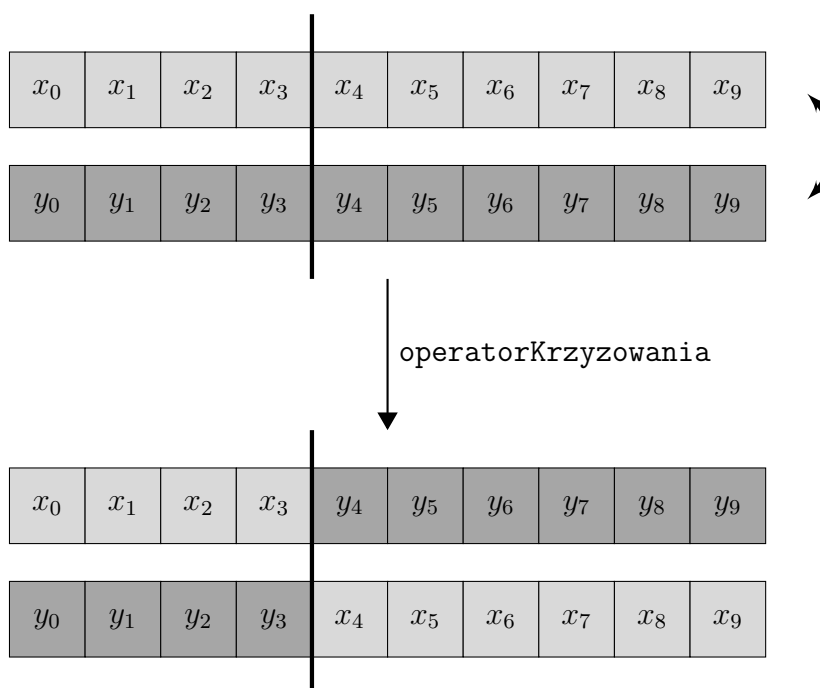 x₀ x₁ x₂ x₃ x₄ x₅ x₆ x₇ x₈ x₉
y₀ y₁ y₂ y₃ y₄ y₅ y₆ y₇ y₈ y₉
operatorKrzyzowania
x₀ x₁ x₂ x₃ y₄ y₅ y₆ y₇ y₈ y₉
y₀ y₁ y₂ y₃ x₄ x₅ x₆ x₇ x₈ x₉